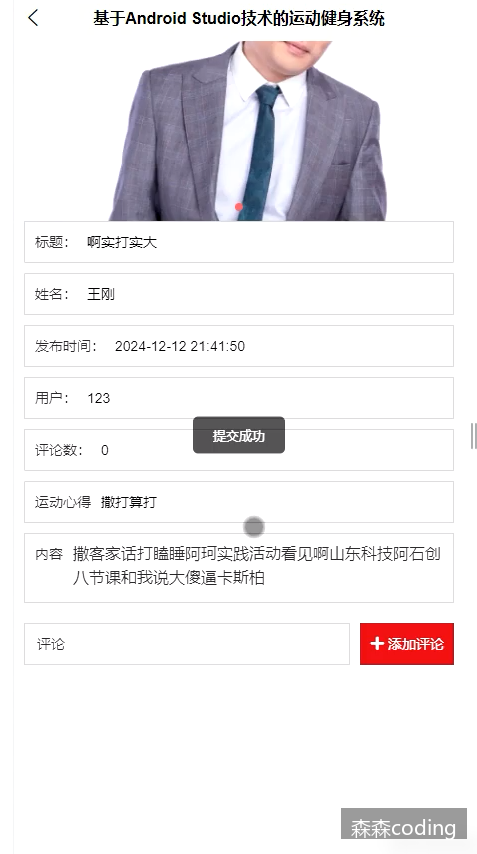 基于Android Studio技术的运动健身系统
标题： 啊实打实大
姓名： 王刚
发布时间： 2024-12-12 21:41:50
用户： 123
提交成功
评论数： 0
运动心得 撒打算打
内容 撒客家话打瞌睡阿珂实践活动看见啊山东科技阿石创
八节课和我说大傻逼卡斯柏
评论
添加评论
森森coding